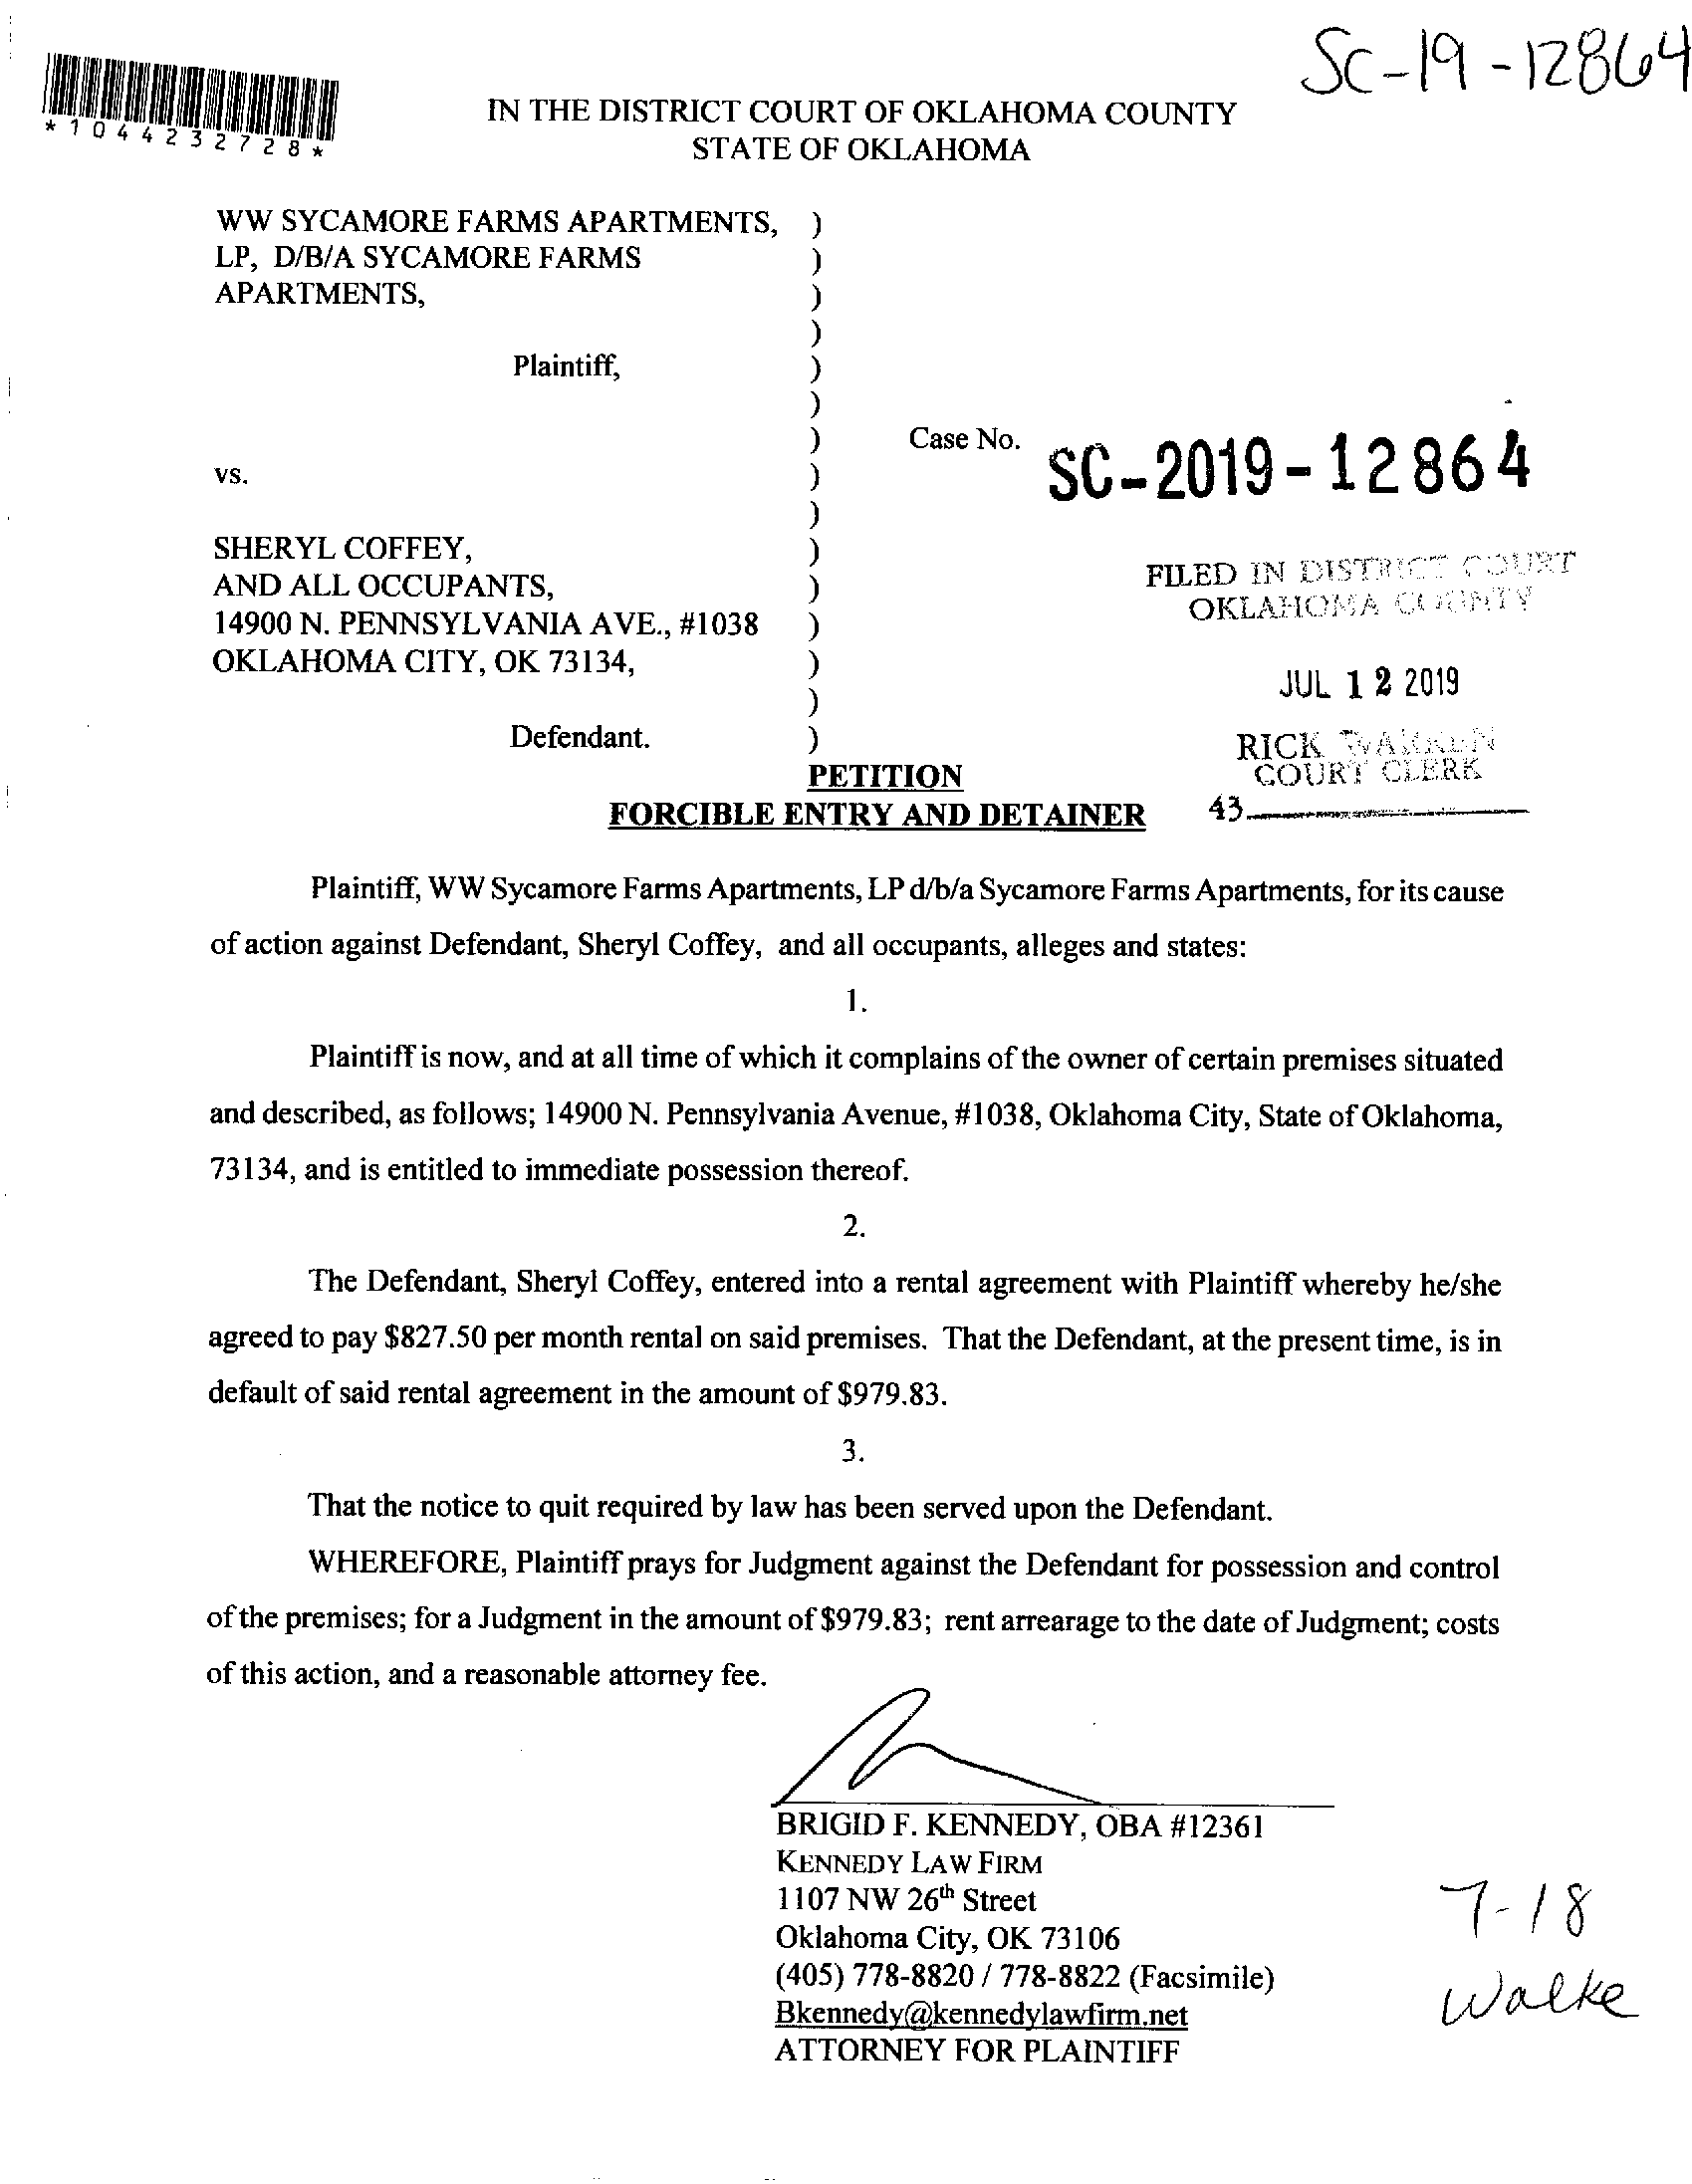 SC-19-12864
*1044232728*
IN THE DISTRICT COURT OF OKLAHOMA COUNTY
STATE OF OKLAHOMA
WW SYCAMORE FARMS APARTMENTS, )
LP, D/B/A SYCAMORE FARMS )
APARTMENTS, )
)
Plaintiff, )
)
) Case No. SC-2019-12864
vs. )
)
SHERYL COFFEY, )
AND ALL OCCUPANTS, )
14900 N. PENNSYLVANIA AVE., #1038 )
OKLAHOMA CITY, OK 73134, )
)
Defendant. )
FILED IN DISTRICT COURT
OKLAHOMA COUNTY
JUL 12 2019
RICK WARREN
COURT CLERK
43
PETITION
FORCIBLE ENTRY AND DETAINER
Plaintiff, WW Sycamore Farms Apartments, LP d/b/a Sycamore Farms Apartments, for its cause
of action against Defendant, Sheryl Coffey, and all occupants, alleges and states:
1.
Plaintiff is now, and at all time of which it complains of the owner of certain premises situated
and described, as follows; 14900 N. Pennsylvania Avenue, #1038, Oklahoma City, State of Oklahoma,
73134, and is entitled to immediate possession thereof.
2.
The Defendant, Sheryl Coffey, entered into a rental agreement with Plaintiff whereby he/she
agreed to pay $827.50 per month rental on said premises. That the Defendant, at the present time, is in
default of said rental agreement in the amount of $979.83.
3.
That the notice to quit required by law has been served upon the Defendant.
WHEREFORE, Plaintiff prays for Judgment against the Defendant for possession and control
of the premises; for a Judgment in the amount of $979.83; rent arrearage to the date of Judgment; costs
of this action, and a reasonable attorney fee.
BRIGID F. KENNEDY, OBA #12361
KENNEDY LAW FIRM
1107 NW 26th Street
Oklahoma City, OK 73106
(405) 778-8820 / 778-8822 (Facsimile)
Bkennedy@kennedylawfirm.net
ATTORNEY FOR PLAINTIFF
7-18
Walke